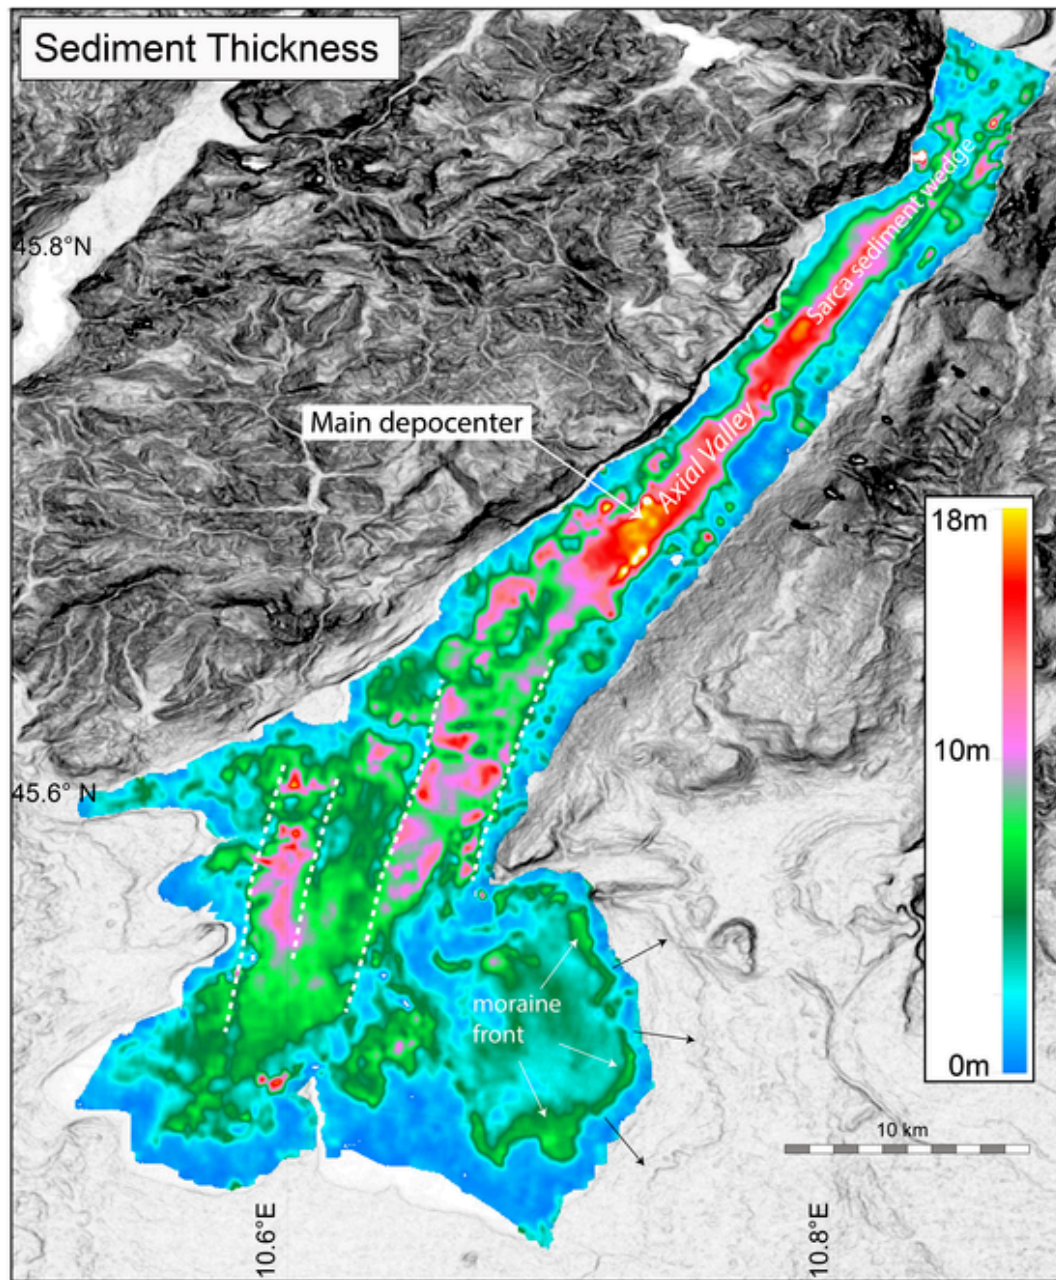 Sediment Thickness
Sarca sediment wedge
45.8°N
Main depocenter
Axial Valley
18m
10m
45.6° N
0m
moraine
front
10 km
10.6°E
10.8°E